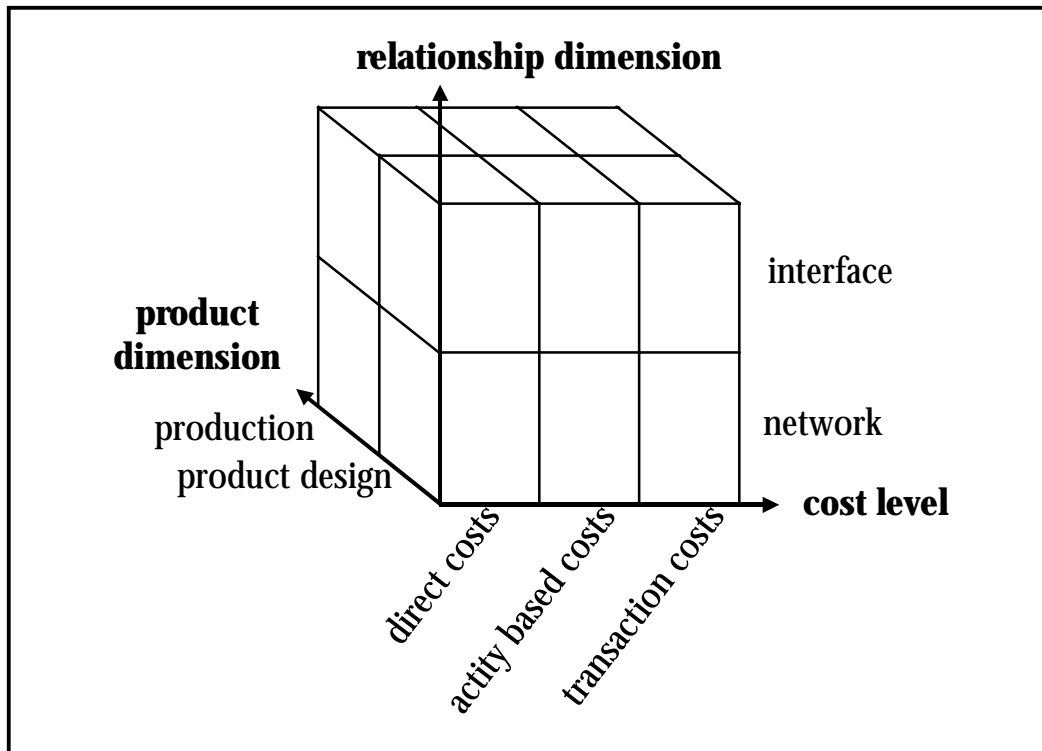 relationship dimension
interface
product
dimension
production
network
product design
cost level
direct costs
actity based costs
transaction costs